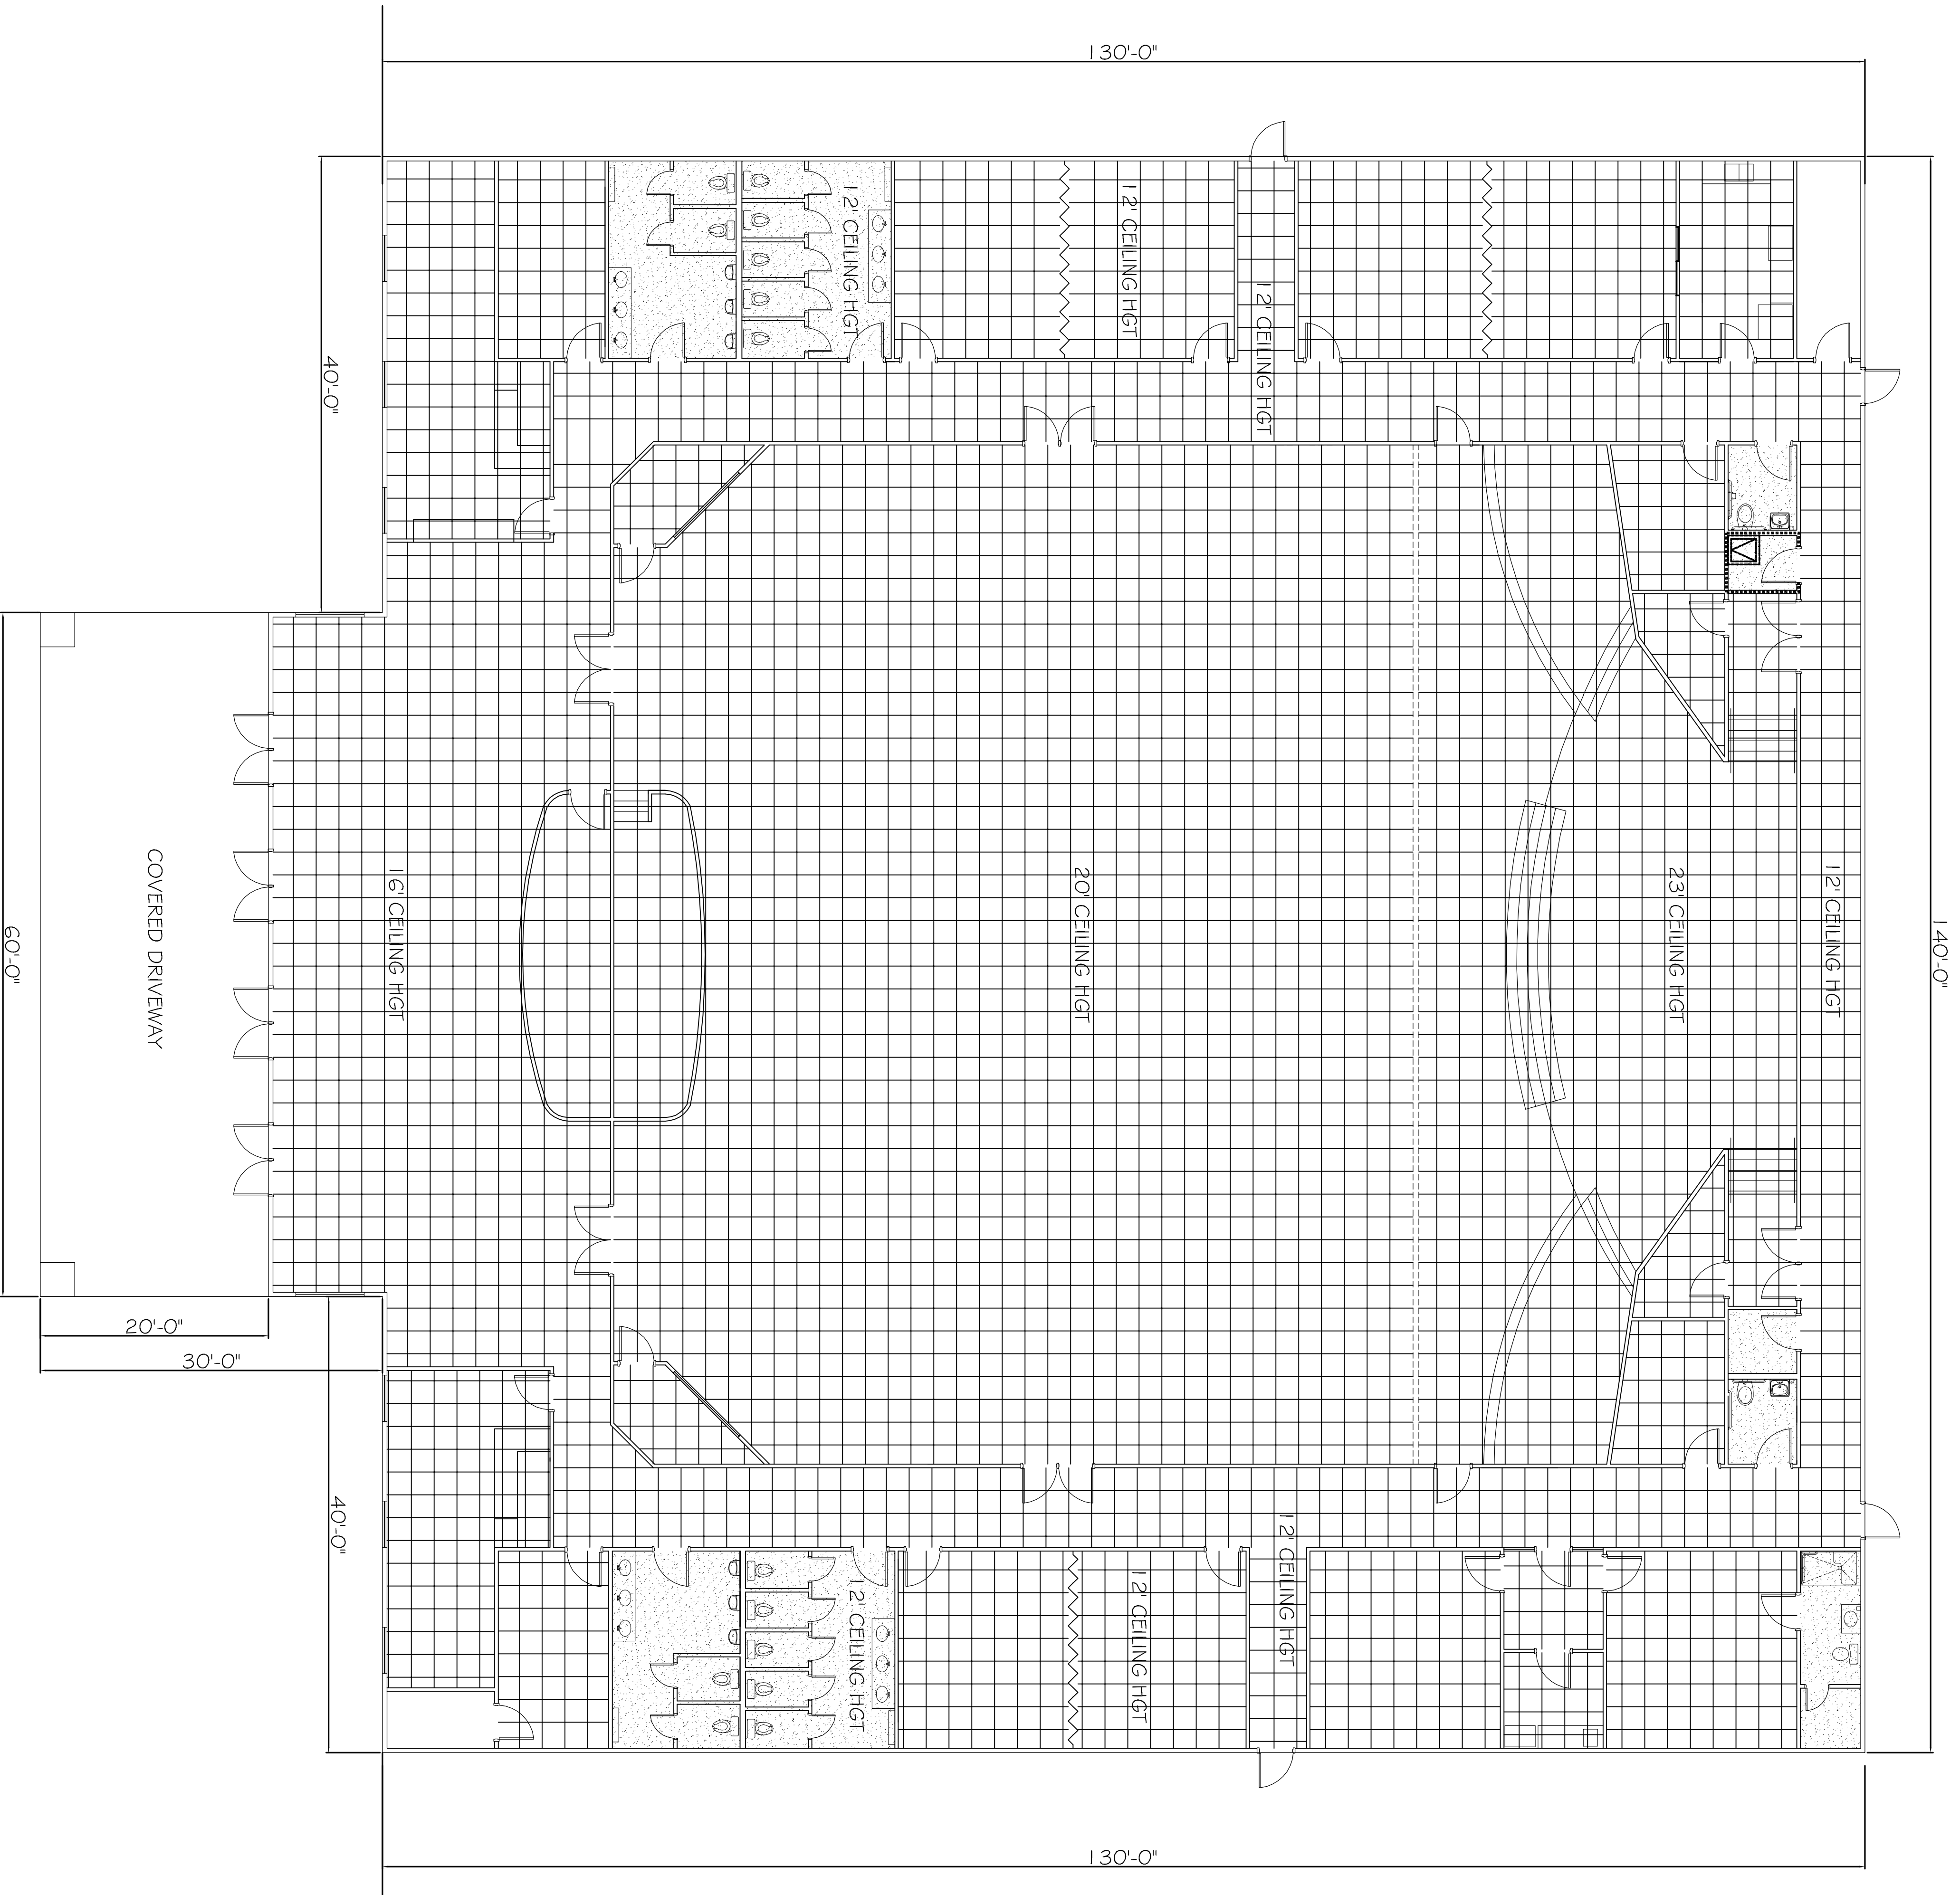 130'-0"
40'-0"
12' CEILING HGT
12' CEILING HGT
12' CEILING HGT
140'-0"
COVERED DRIVEWAY
60'-0"
16' CEILING HGT
20' CEILING HGT
23' CEILING HGT
12' CEILING HGT
20'-0"
30'-0"
40'-0"
12' CEILING HGT
12' CEILING HGT
12' CEILING HGT
130'-0"